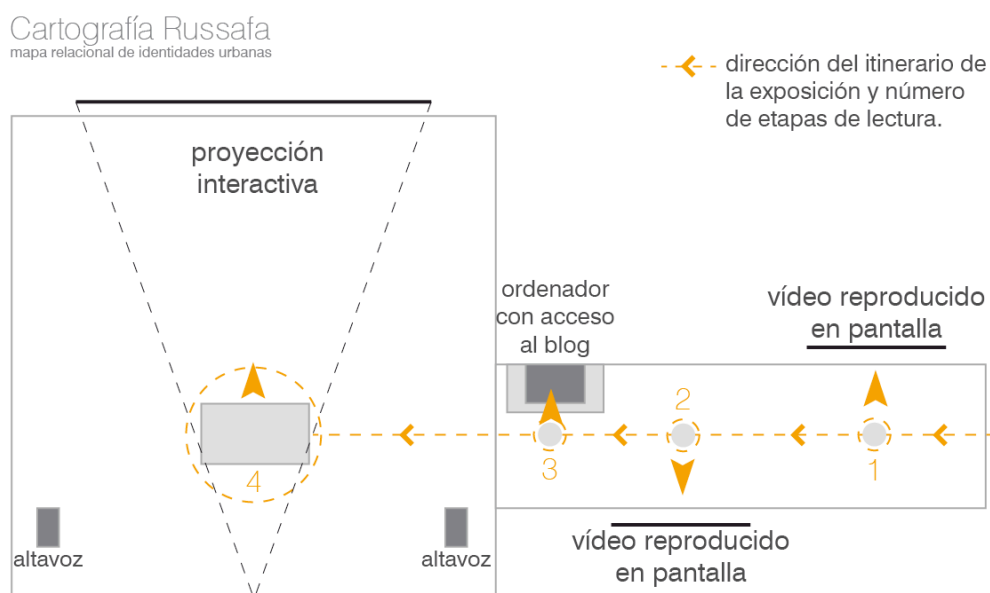 Cartografía Russafa
mapa relacional de identidades urbanas
dirección del itinerario de
la exposición y número
de etapas de lectura.
proyección
interactiva
ordenador
con acceso
al blog
vídeo reproducido
en pantalla
2
3
1
4
altavoz
altavoz
vídeo reproducido
en pantalla